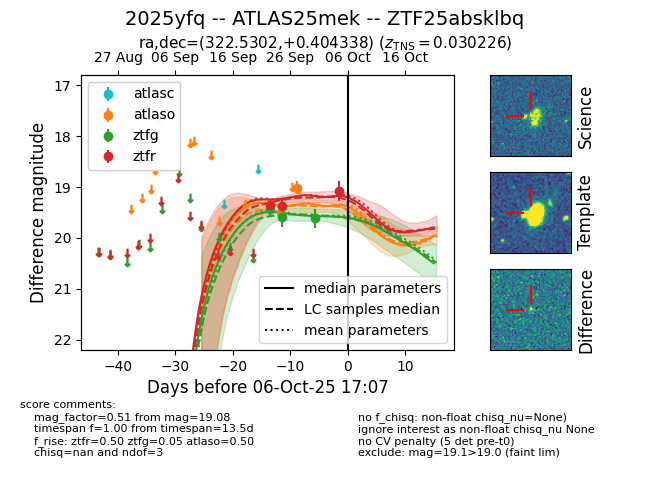 2025yfq -- ATLAS25mek -- ZTF25absklbq
ra,dec=(322.5302,+0.404338) (z_TNS = 0.030226)
27 Aug 06 Sep 16 Sep 26 Sep 06 Oct 16 Oct
17
18
19
20
21
22
Difference magnitude
atlasc
atlaso
ztfg
ztfr
median parameters
LC samples median
mean parameters
−40 −30 −20 −10 0 10
Days before 06-Oct-25 17:07
Science
Template
Difference
score comments:
mag_factor=0.51 from mag=19.08
timespan f=1.00 from timespan=13.5d
f_rise: ztfr=0.50 ztfg=0.05 atlaso=0.50
chisq=nan and ndof=3
no f_chisq: non-float chisq_nu=None)
ignore interest as non-float chisq_nu None
no CV penalty (5 det pre-t0)
exclude: mag=19.1>19.0 (faint lim)